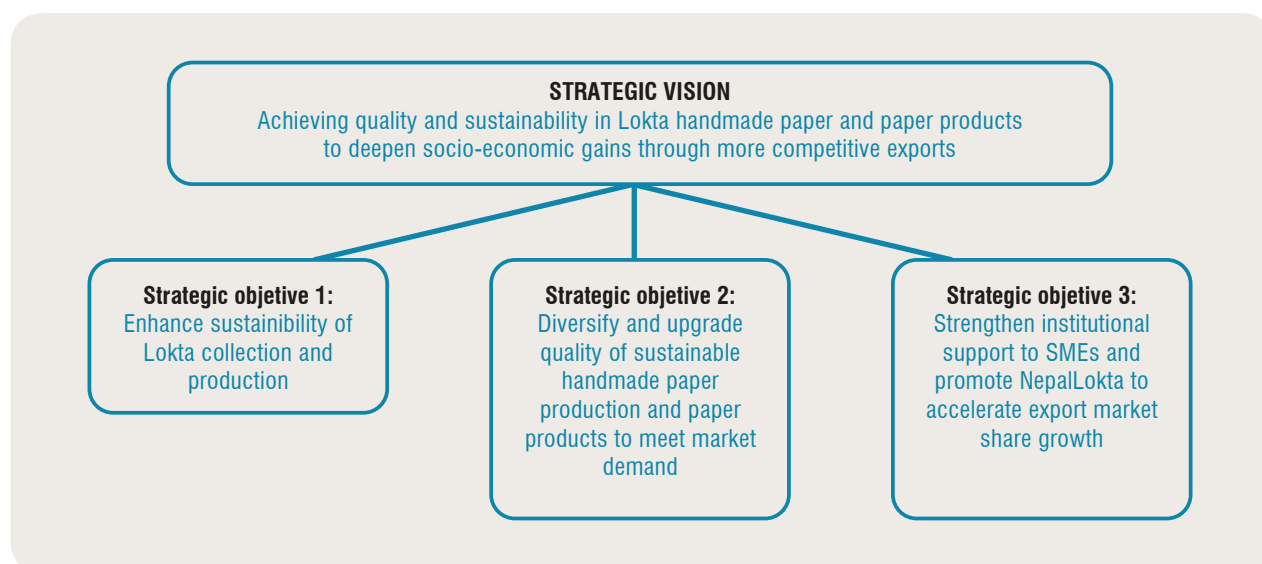 STRATEGIC VISION
Achieving quality and sustainability in Lokta handmade paper and paper products
to deepen socio-economic gains through more competitive exports
Strategic objetive 1:
Enhance sustainibility of
Lokta collection and
production
Strategic objetive 2:
Diversify and upgrade
quality of sustainable
handmade paper
production and paper
products to meet market
demand
Strategic objetive 3:
Strengthen institutional
support to SMEs and
promote NepalLokta to
accelerate export market
share growth